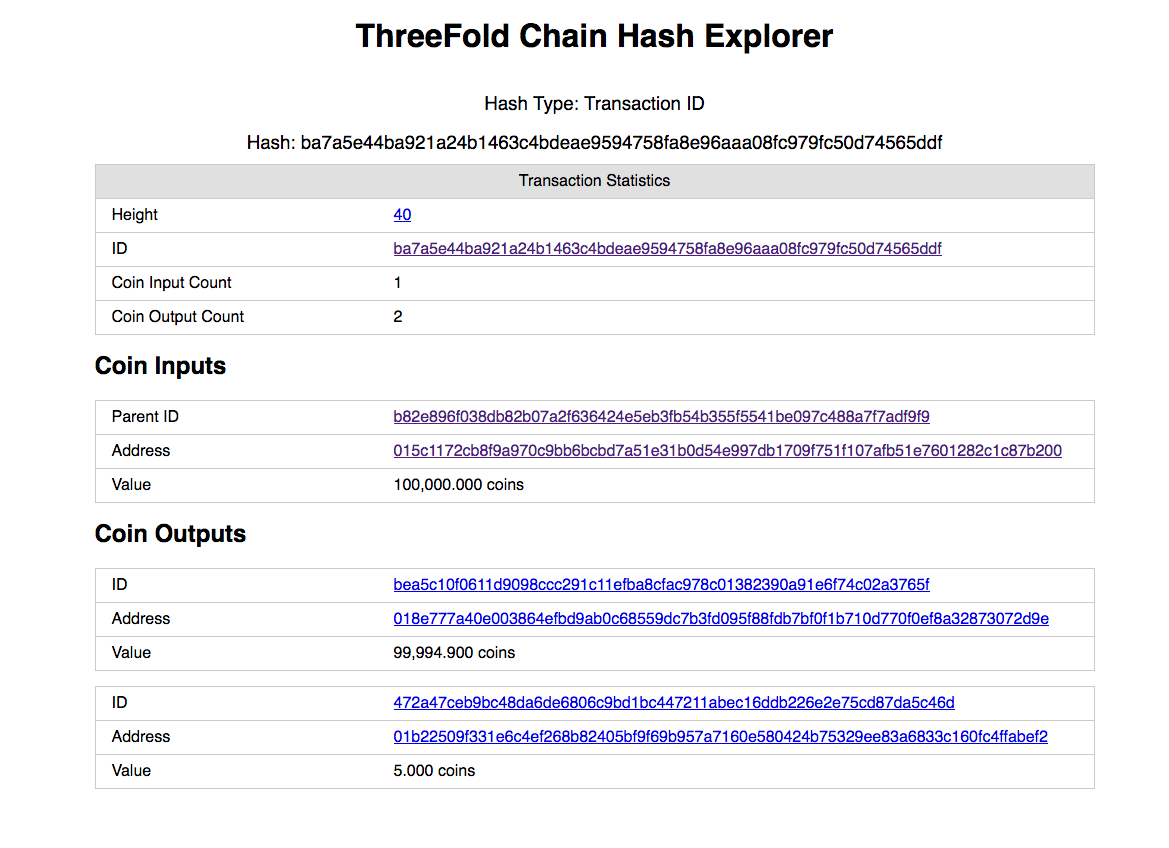 ThreeFold Chain Hash Explorer
Hash Type: Transaction ID
Hash: ba7a5e44ba921a24b1463c4bdeae9594758fa8e96aaa08fc979fc50d74565ddf
Transaction Statistics
Height 40
ID ba7a5e44ba921a24b1463c4bdeae9594758fa8e96aaa08fc979fc50d74565ddf
Coin Input Count 1
Coin Output Count 2
Coin Inputs
Parent ID b82e896f038db82b07a2f636424e5eb3fb54b355f5541be097c488a7f7adf9f9
Address 015c1172cb8f9a970c9bb6bcbd7a51e31b0d54e997db1709f751f107afb51e7601282c1c87b200
Value 100,000.000 coins
Coin Outputs
ID bea5c10f0611d9098ccc291c11efba8cfac978c01382390a91e6f74c02a3765f
Address 018e777a40e003864efbd9ab0c68559dc7b3fd095f88fdb7bf0f1b710d770f0ef8a32873072d9e
Value 99,994.900 coins
ID 472a47ceb9bc48da6de6806c9bd1bc447211abec16ddb226e2e75cd87da5c46d
Address 01b22509f331e6c4ef268b82405bf9f69b957a7160e580424b75329ee83a6833c160fc4ffabef2
Value 5.000 coins